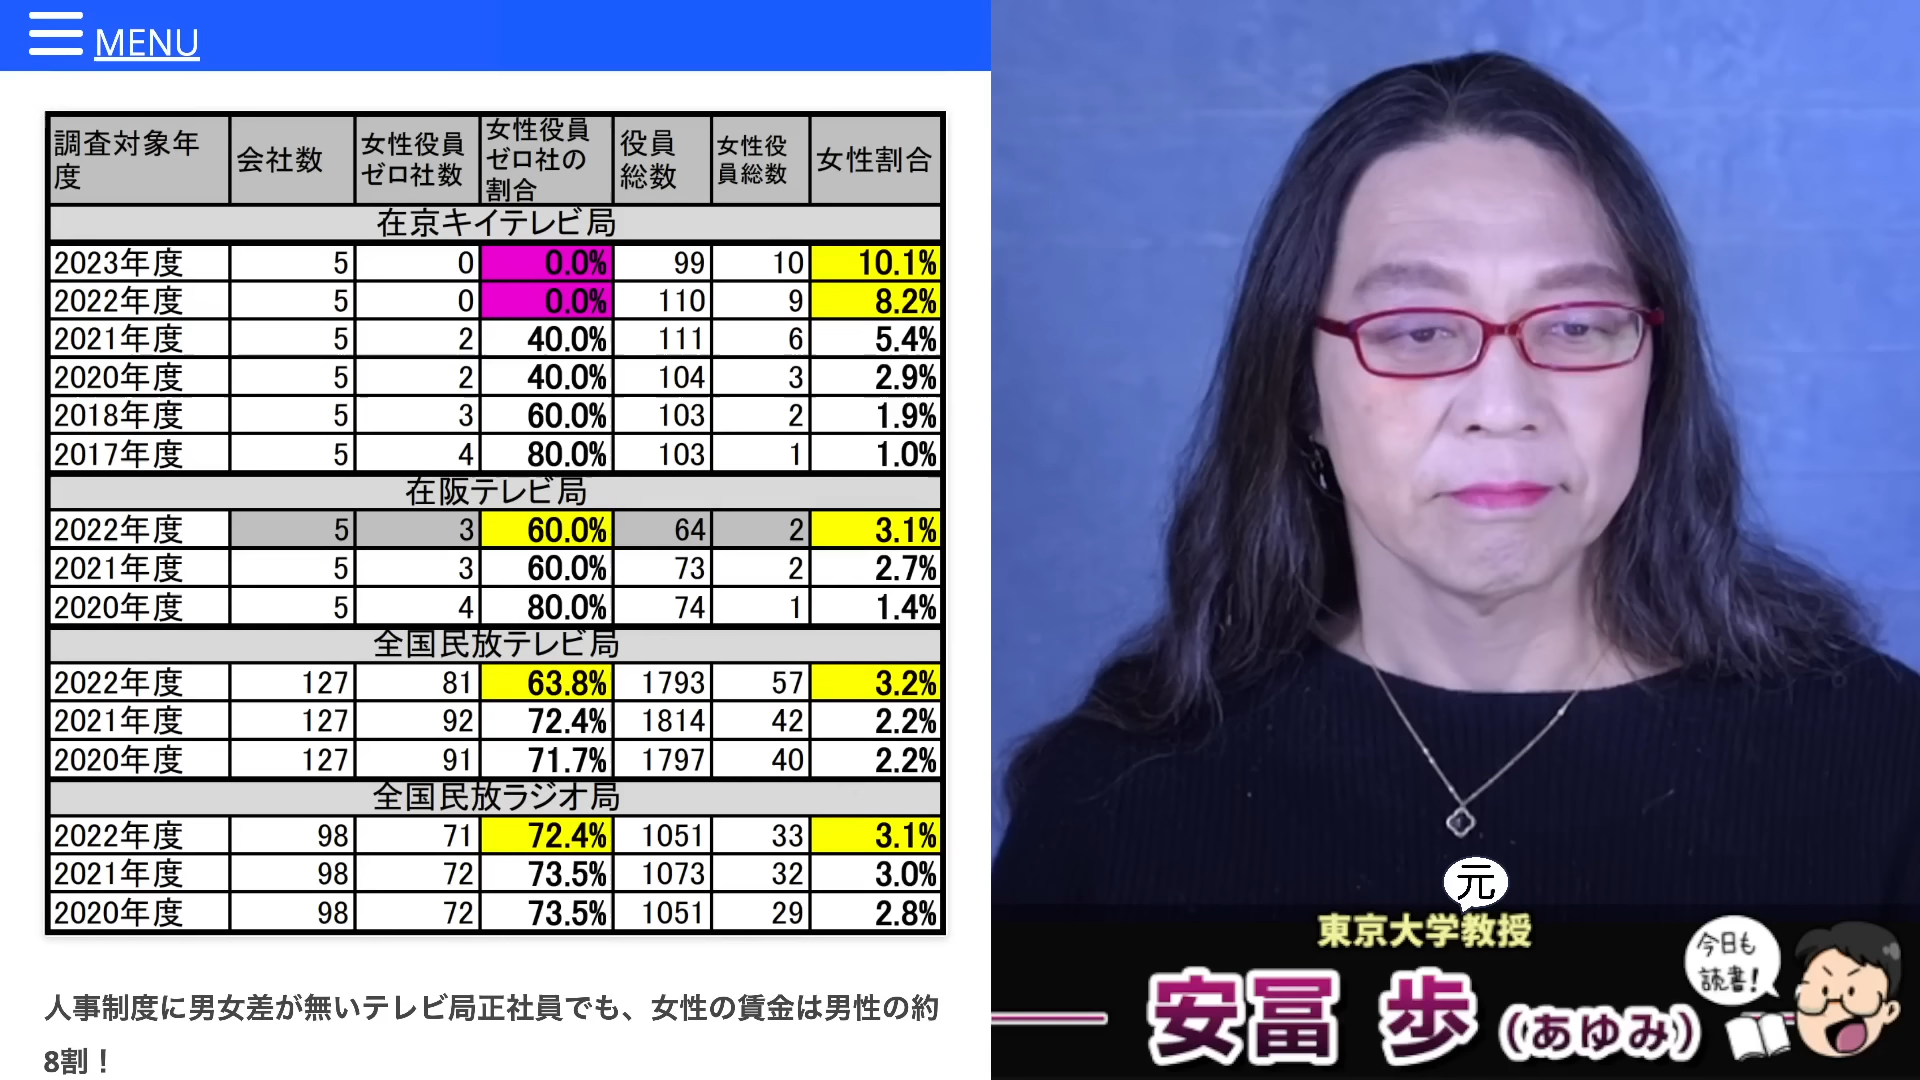 MENU
調査対象年度 会社数 女性役員ゼロ社数 女性役員ゼロ社の割合 役員総数 女性役員総数 女性割合
在京キイテレビ局
2023年度 5 0 0.0% 99 10 10.1%
2022年度 5 0 0.0% 110 9 8.2%
2021年度 5 2 40.0% 111 6 5.4%
2020年度 5 2 40.0% 104 3 2.9%
2018年度 5 3 60.0% 103 2 1.9%
2017年度 5 4 80.0% 103 1 1.0%
在阪テレビ局
2022年度 5 3 60.0% 64 2 3.1%
2021年度 5 3 60.0% 73 2 2.7%
2020年度 5 4 80.0% 74 1 1.4%
全国民放テレビ局
2022年度 127 81 63.8% 1793 57 3.2%
2021年度 127 92 72.4% 1814 42 2.2%
2020年度 127 91 71.7% 1797 40 2.2%
全国民放ラジオ局
2022年度 98 71 72.4% 1051 33 3.1%
2021年度 98 72 73.5% 1073 32 3.0%
2020年度 98 72 73.5% 1051 29 2.8%
人事制度に男女差が無いテレビ局正社員でも、女性の賃金は男性の約
8割！
元
東京大学教授
安冨 歩 (あゆみ)
今日も
読書!